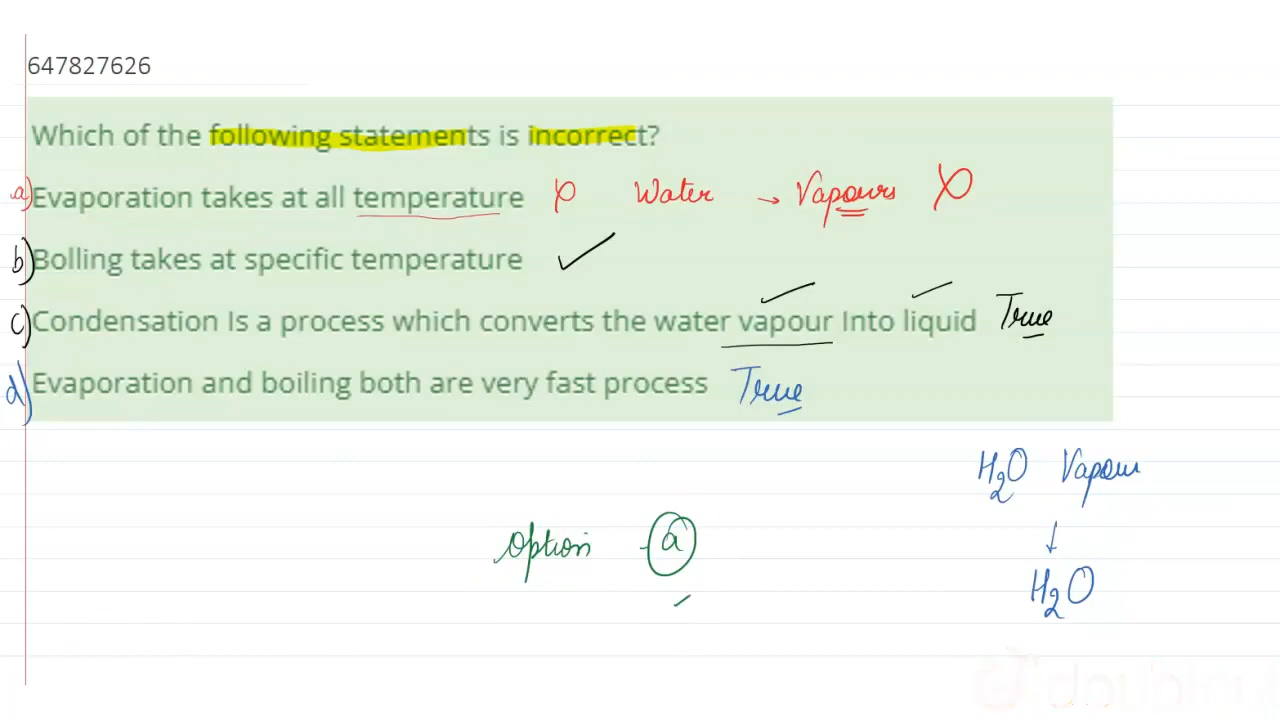 647827626
Which of the following statements is incorrect?
a) Evaporation takes at all temperature Water → Vapours
b) Bolling takes at specific temperature
c) Condensation Is a process which converts the water vapour Into liquid True
d) Evaporation and boiling both are very fast process True
H2O Vapour
↓
H2O
Option (a)